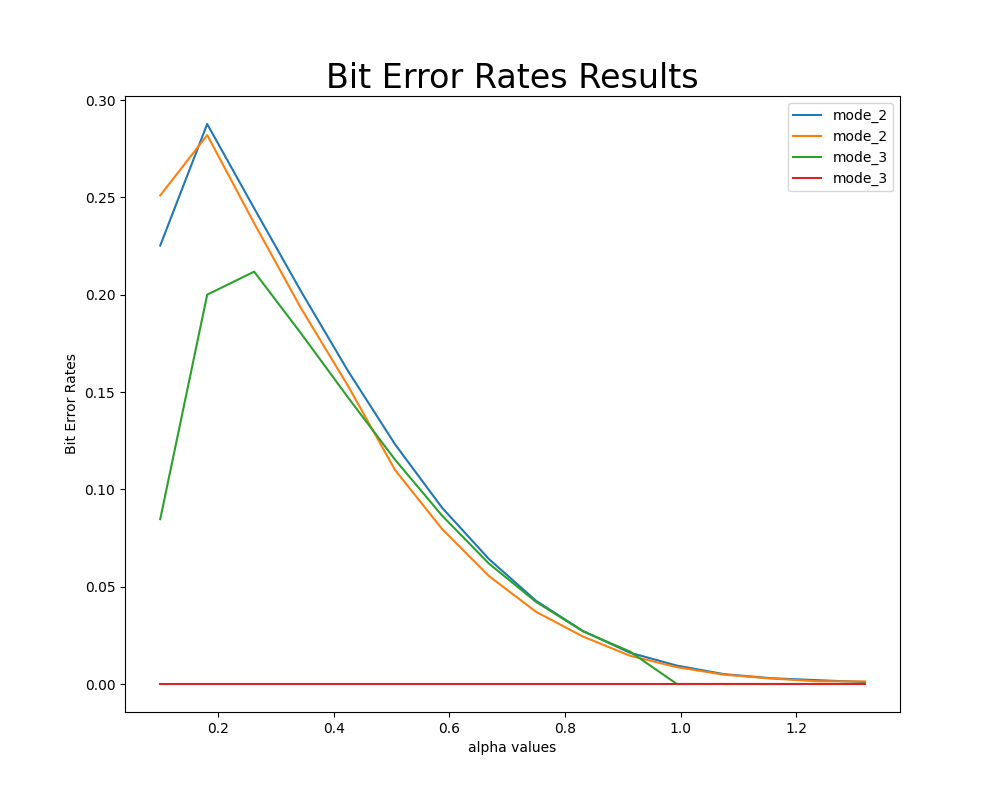 Bit Error Rates Results
mode_2
mode_2
mode_3
mode_3
Bit Error Rates
0.30
0.25
0.20
0.15
0.10
0.05
0.00
0.2 0.4 0.6 0.8 1.0 1.2
alpha values